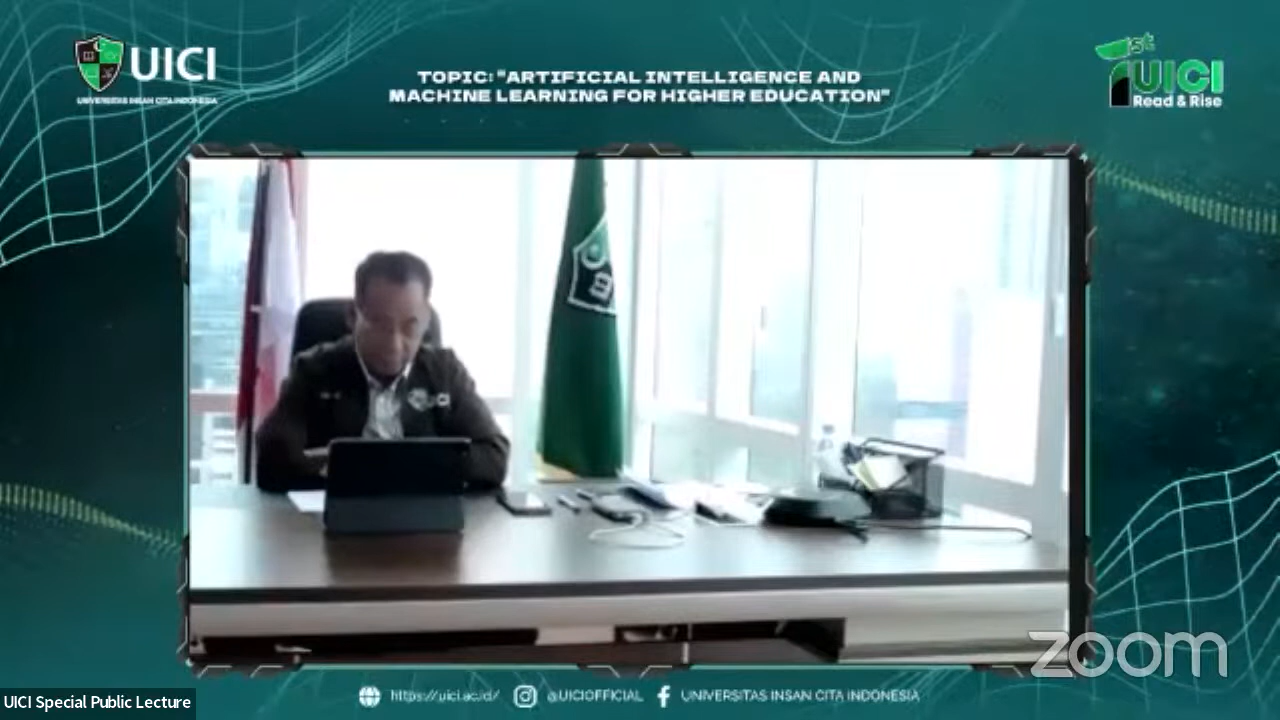 UICI
UNIVERSITAS INSAN CITA INDONESIA
TOPIC: "ARTIFICIAL INTELLIGENCE AND
MACHINE LEARNING FOR HIGHER EDUCATION"
1st
UICI
Read & Rise
zoom
https://uici.ac.id/
@UICIOFFICIAL
UNIVERSITAS INSAN CITA INDONESIA
UICI Special Public Lecture